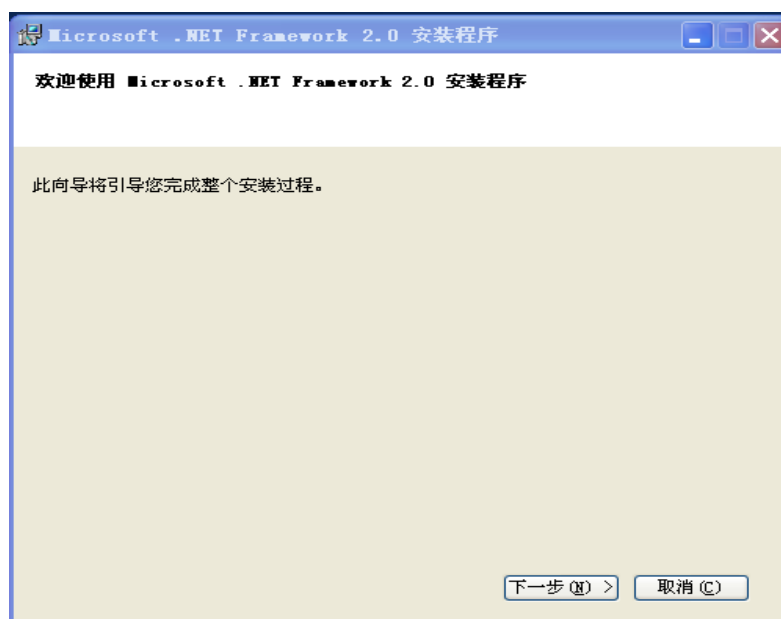 Microsoft .NET Framework 2.0 安装程序
欢迎使用 Microsoft .NET Framework 2.0 安装程序
此向导将引导您完成整个安装过程。
下一步(N) >
取消(C)